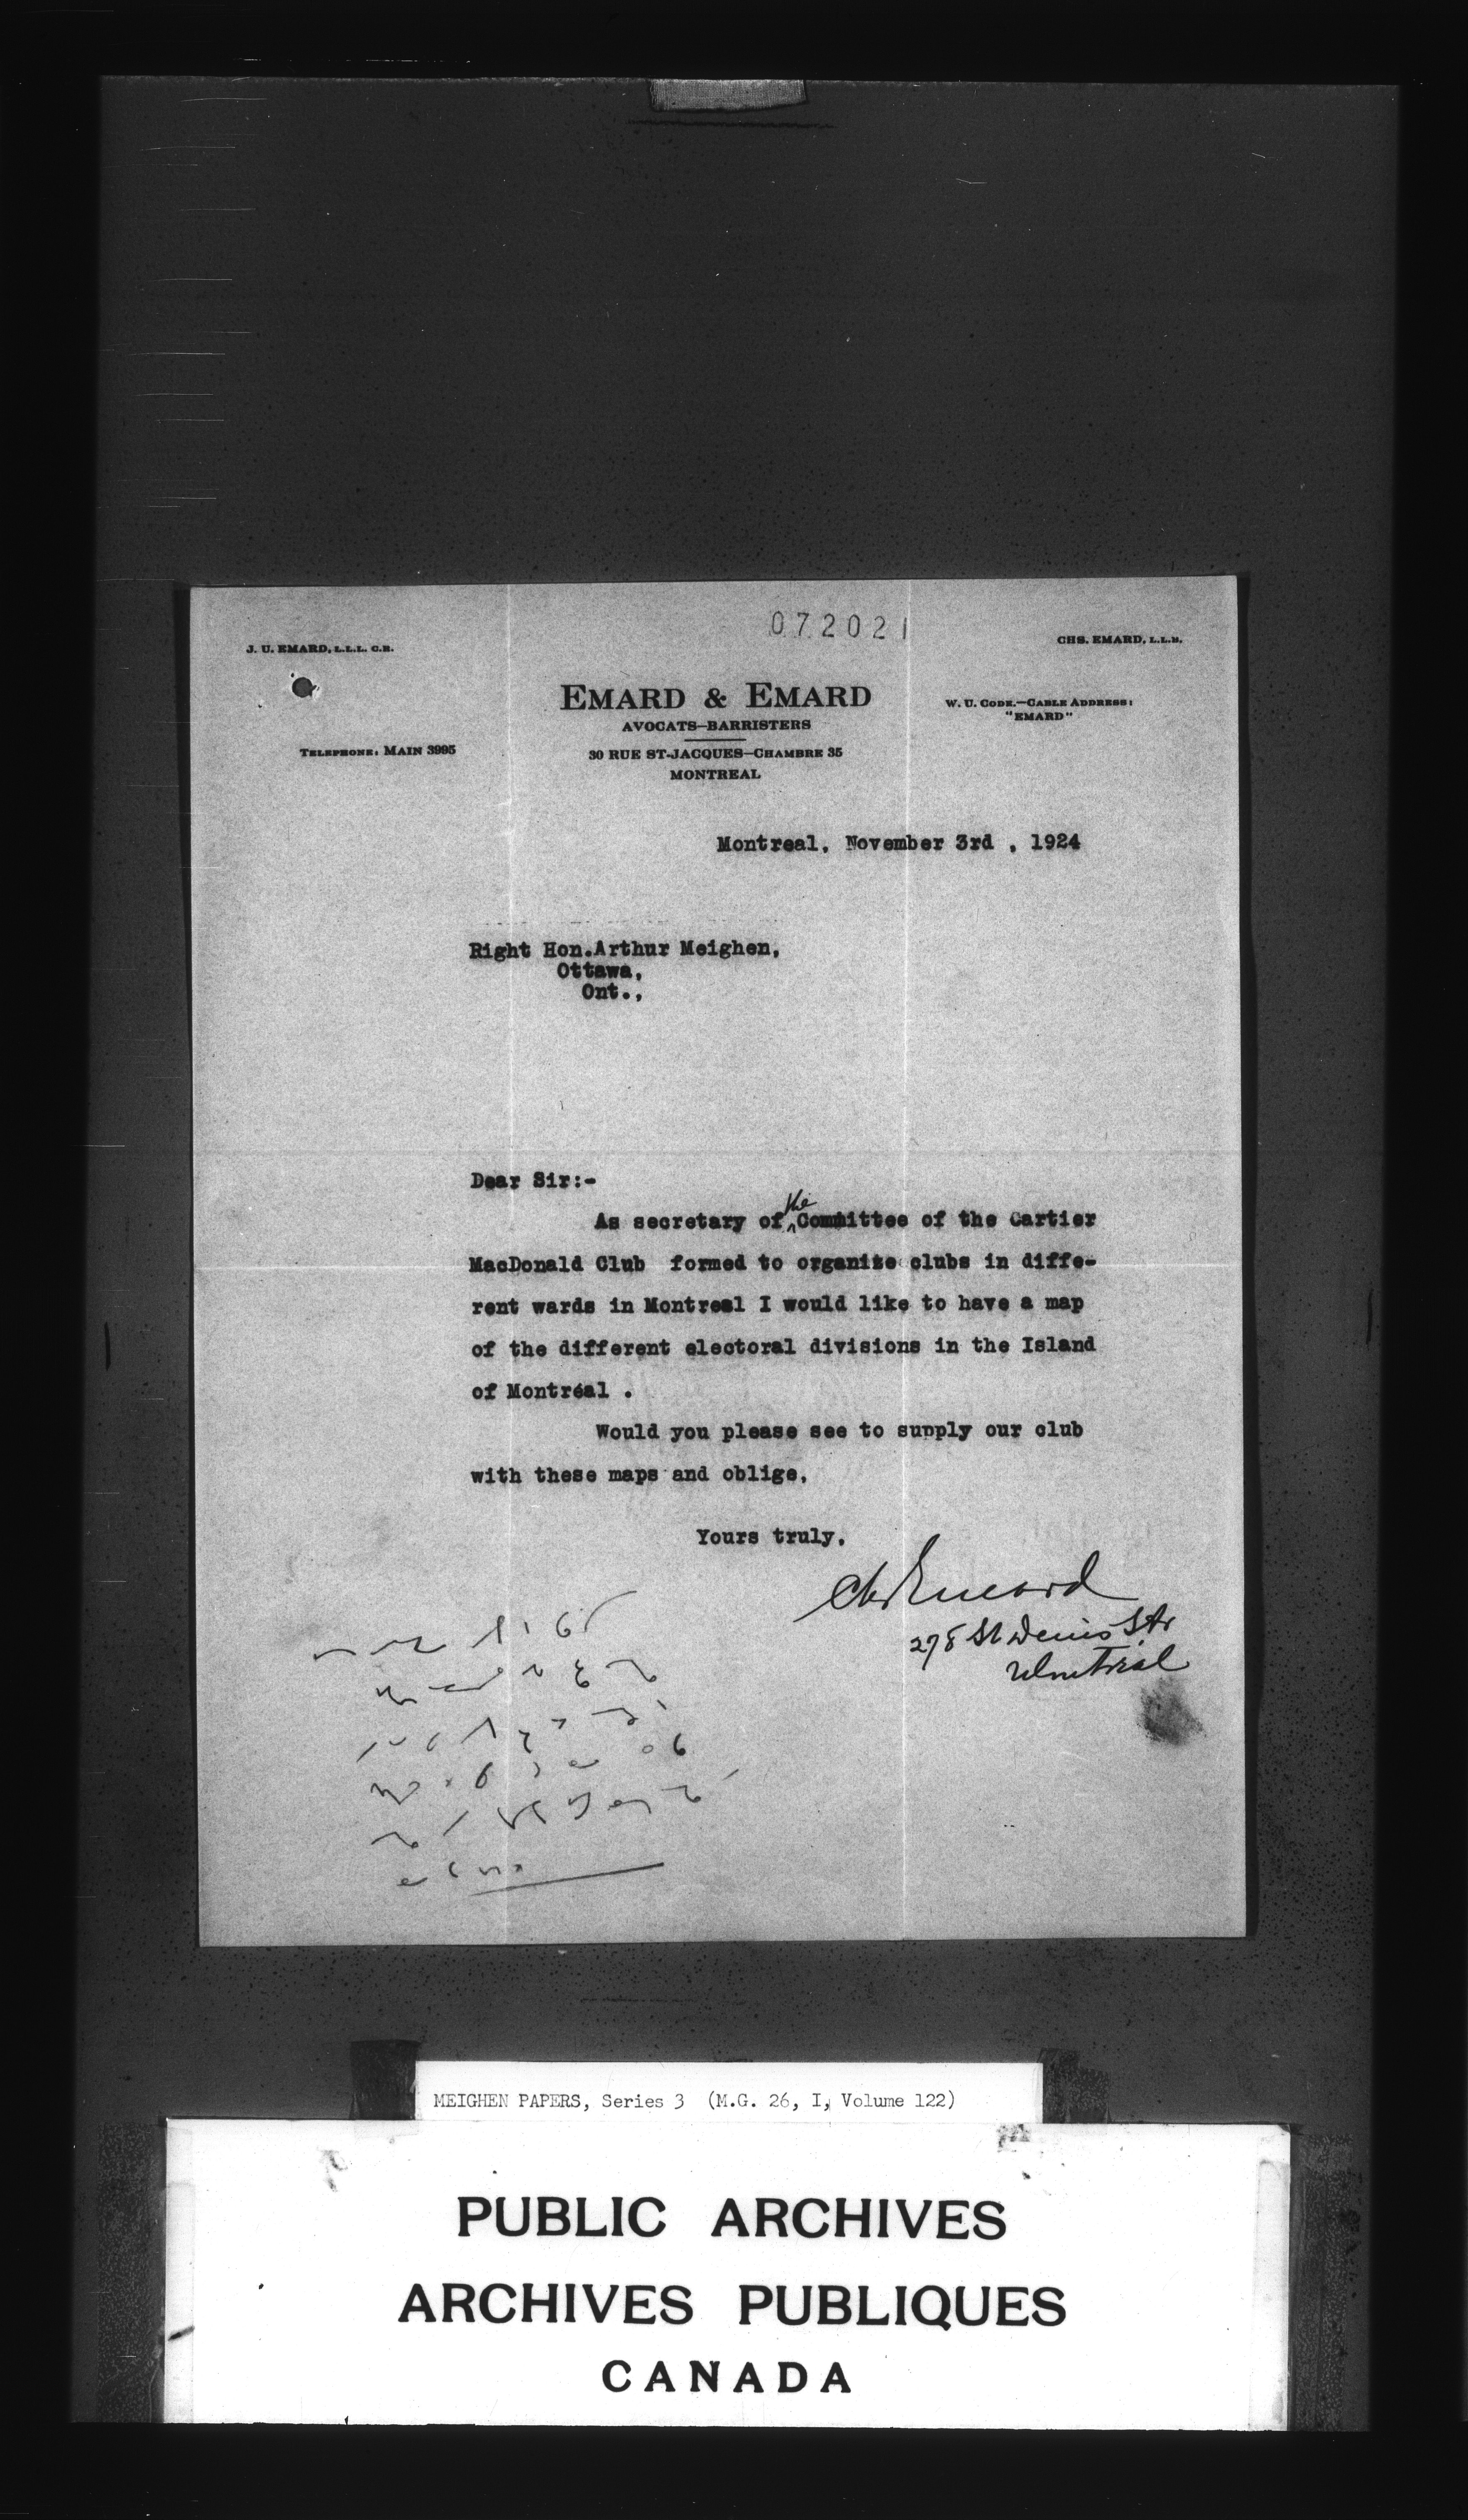 072021
J. U. EMARD, L.L.L. C.R.
CHS. EMARD, L.L.B.
EMARD & EMARD
AVOCATS–BARRISTERS
W. U. CODE.–CABLE ADDRESS:
"EMARD"
TELEPHONE: MAIN 3995
30 RUE ST-JACQUES–CHAMBRE 35
MONTREAL
Montreal, November 3rd , 1924
Right Hon.Arthur Meighen,
Ottawa,
Ont.,
Dear Sir:-
As secretary of the Committee of the Cartier
MacDonald Club formed to organize clubs in diffe-
rent wards in Montreal I would like to have a map
of the different electoral divisions in the Island
of Montréal .
Would you please see to supply our club
with these maps and oblige,
Yours truly,
Chs Emard
278 St Denis Str
Montreal
MEIGHEN PAPERS, Series 3 (M.G. 26, I, Volume 122)
PUBLIC ARCHIVES
ARCHIVES PUBLIQUES
CANADA